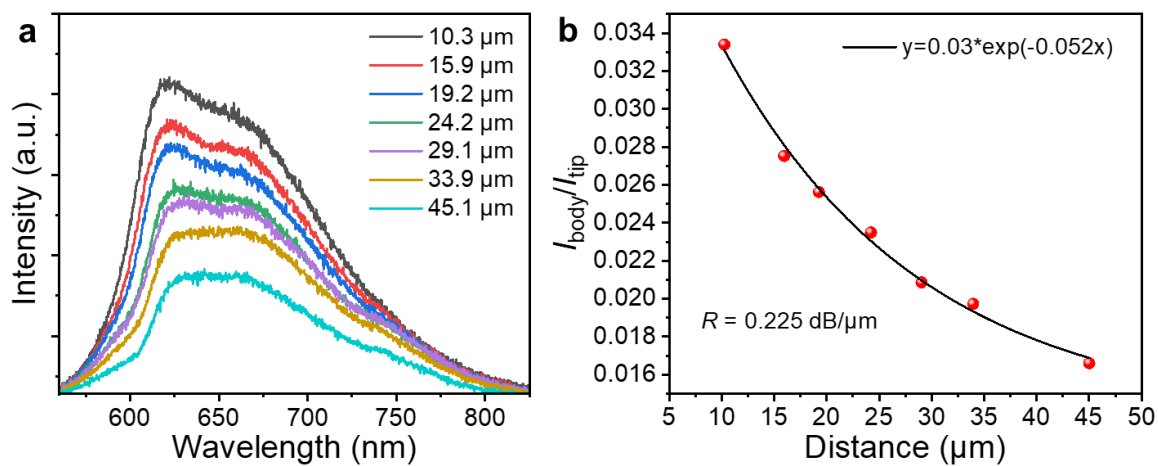 a
10.3 µm
15.9 µm
19.2 µm
24.2 µm
29.1 µm
33.9 µm
45.1 µm
Intensity (a.u.)
600 650 700 750 800
Wavelength (nm)
b
y=0.03*exp(-0.052x)
0.034
0.032
0.030
0.028
0.026
0.024
0.022
0.020
0.018
0.016
I_body/I_tip
R = 0.225 dB/µm
5 10 15 20 25 30 35 40 45 50
Distance (µm)